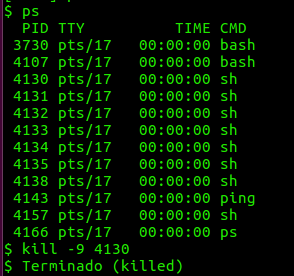 $ ps
PID TTY TIME CMD
3730 pts/17 00:00:00 bash
4107 pts/17 00:00:00 bash
4130 pts/17 00:00:00 sh
4131 pts/17 00:00:00 sh
4132 pts/17 00:00:00 sh
4133 pts/17 00:00:00 sh
4134 pts/17 00:00:00 sh
4135 pts/17 00:00:00 sh
4138 pts/17 00:00:00 sh
4143 pts/17 00:00:00 ping
4157 pts/17 00:00:00 sh
4166 pts/17 00:00:00 ps
$ kill -9 4130
$ Terminado (killed)